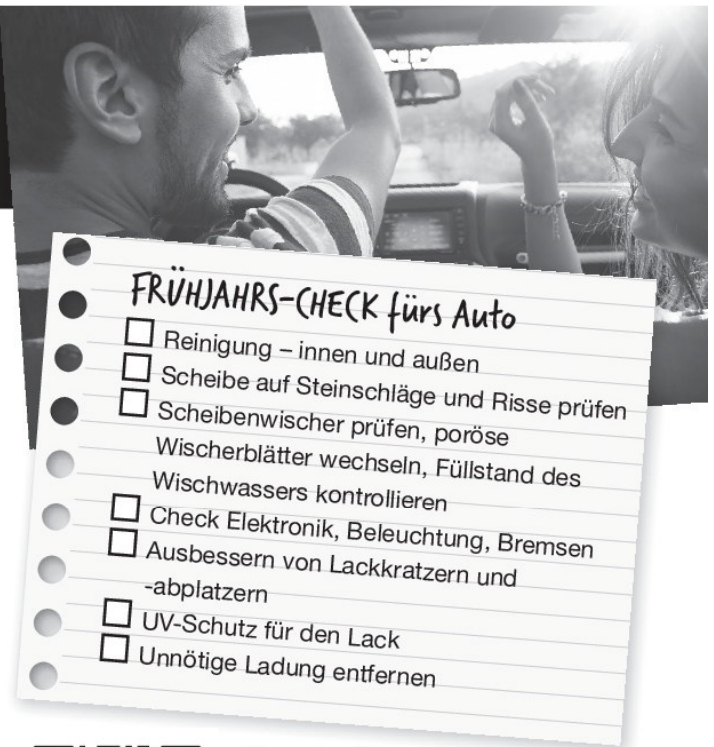 FRÜHJAHRS-CHECK fürs Auto
Reinigung – innen und außen
Scheibe auf Steinschläge und Risse prüfen
Scheibenwischer prüfen, poröse
Wischerblätter wechseln, Füllstand des
Wischwassers kontrollieren
Check Elektronik, Beleuchtung, Bremsen
Ausbessern von Lackkratzern und
-abplatzern
UV-Schutz für den Lack
Unnötige Ladung entfernen